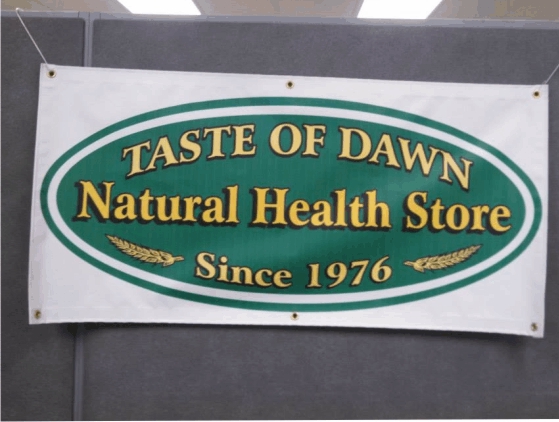 TASTE OF DAWN
Natural Health Store
Since 1976